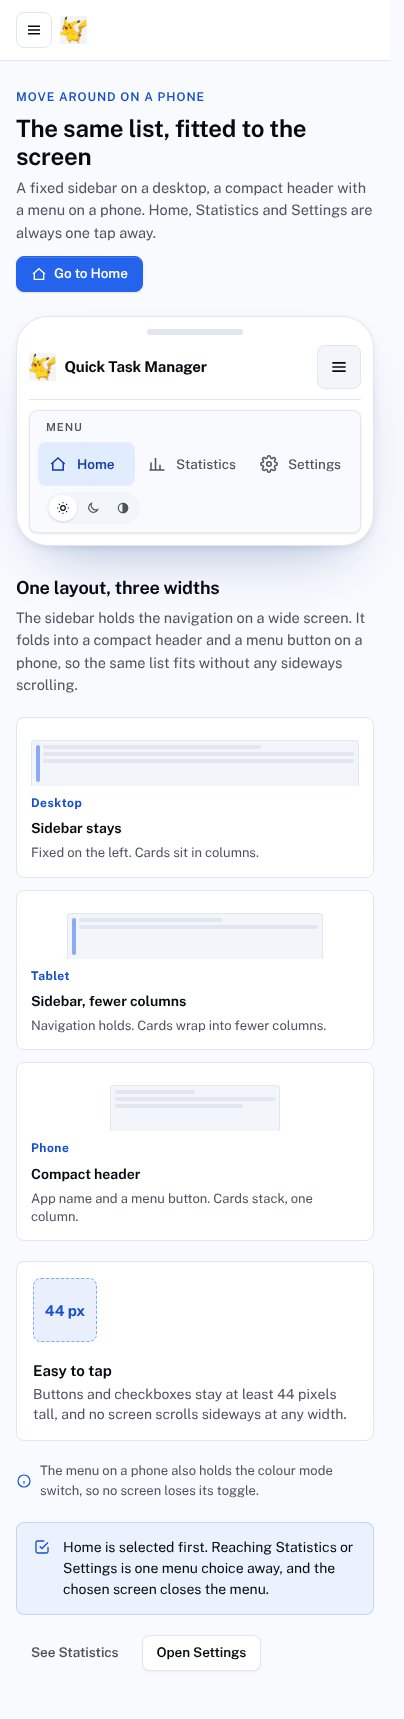 MOVE AROUND ON A PHONE
The same list, fitted to the
screen
A fixed sidebar on a desktop, a compact header with
a menu on a phone. Home, Statistics and Settings are
always one tap away.
Go to Home
Quick Task Manager
MENU
Home
Statistics
Settings
One layout, three widths
The sidebar holds the navigation on a wide screen. It
folds into a compact header and a menu button on a
phone, so the same list fits without any sideways
scrolling.
Desktop
Sidebar stays
Fixed on the left. Cards sit in columns.
Tablet
Sidebar, fewer columns
Navigation holds. Cards wrap into fewer columns.
Phone
Compact header
App name and a menu button. Cards stack, one
column.
44 px
Easy to tap
Buttons and checkboxes stay at least 44 pixels
tall, and no screen scrolls sideways at any width.
The menu on a phone also holds the colour mode
switch, so no screen loses its toggle.
Home is selected first. Reaching Statistics or
Settings is one menu choice away, and the
chosen screen closes the menu.
See Statistics
Open Settings